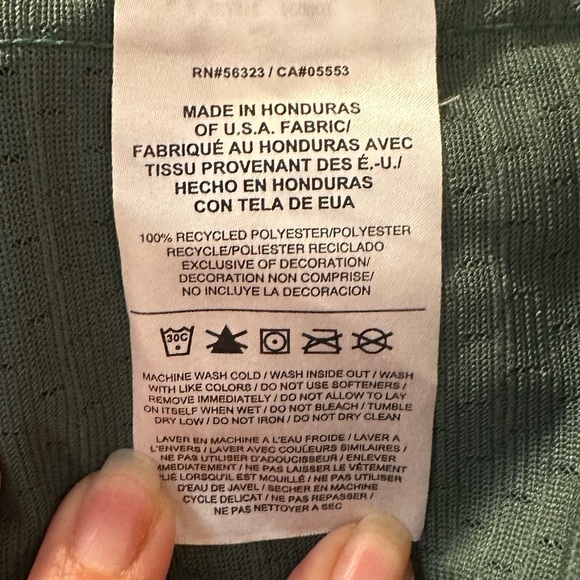 RN#56323 / CA#05553
MADE IN HONDURAS
OF U.S.A. FABRIC/
FABRIQUÉ AU HONDURAS AVEC
TISSU PROVENANT DES É.-U./
HECHO EN HONDURAS
CON TELA DE EUA
100% RECYCLED POLYESTER/POLYESTER
RECYCLE/POLIESTER RECICLADO
EXCLUSIVE OF DECORATION/
DECORATION NON COMPRISE/
NO INCLUYE LA DECORACION
30C
MACHINE WASH COLD / WASH INSIDE OUT / WASH
WITH LIKE COLORS / DO NOT USE SOFTENERS /
REMOVE IMMEDIATELY / DO NOT ALLOW TO LAY
ON ITSELF WHEN WET / DO NOT BLEACH / TUMBLE
DRY LOW / DO NOT IRON / DO NOT DRY CLEAN
LAVER EN MACHINE À L'EAU FROIDE / LAVER A
L'ENVERS / LAVER AVEC COULEURS SIMILAIRES /
NE PAS UTILISER D'ADOUCISSEUR / ENLEVER
IMMEDIATEMENT / NE PAS LAISSER LE VÊTEMENT
LORSQU'IL EST MOUILLÉ / NE PAS UTILISER
D'EAU DE JAVEL / SECHER EN MACHINE
CYCLE DELICAT / NE PAS REPASSER /
NE PAS NETTOYER A SEC